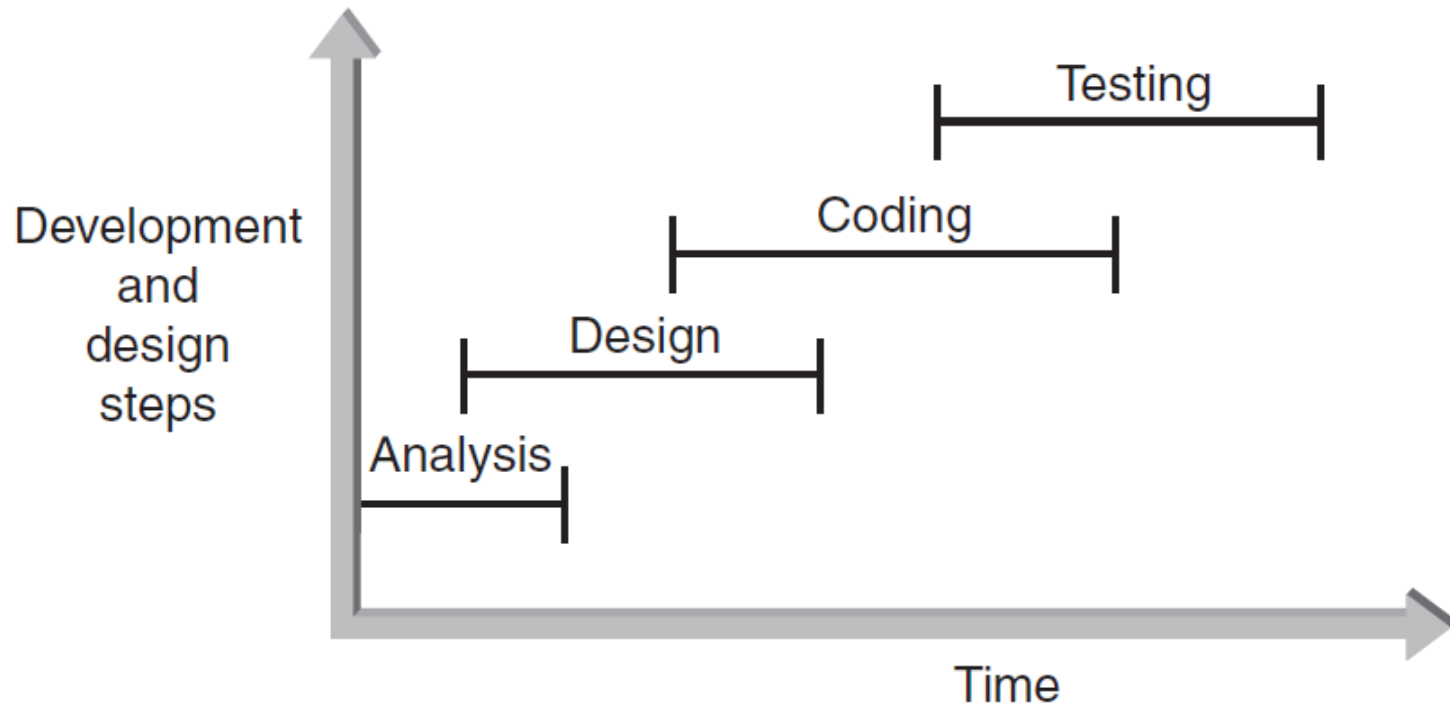 Testing
Coding
Development
and
design
steps
Design
Analysis
Time